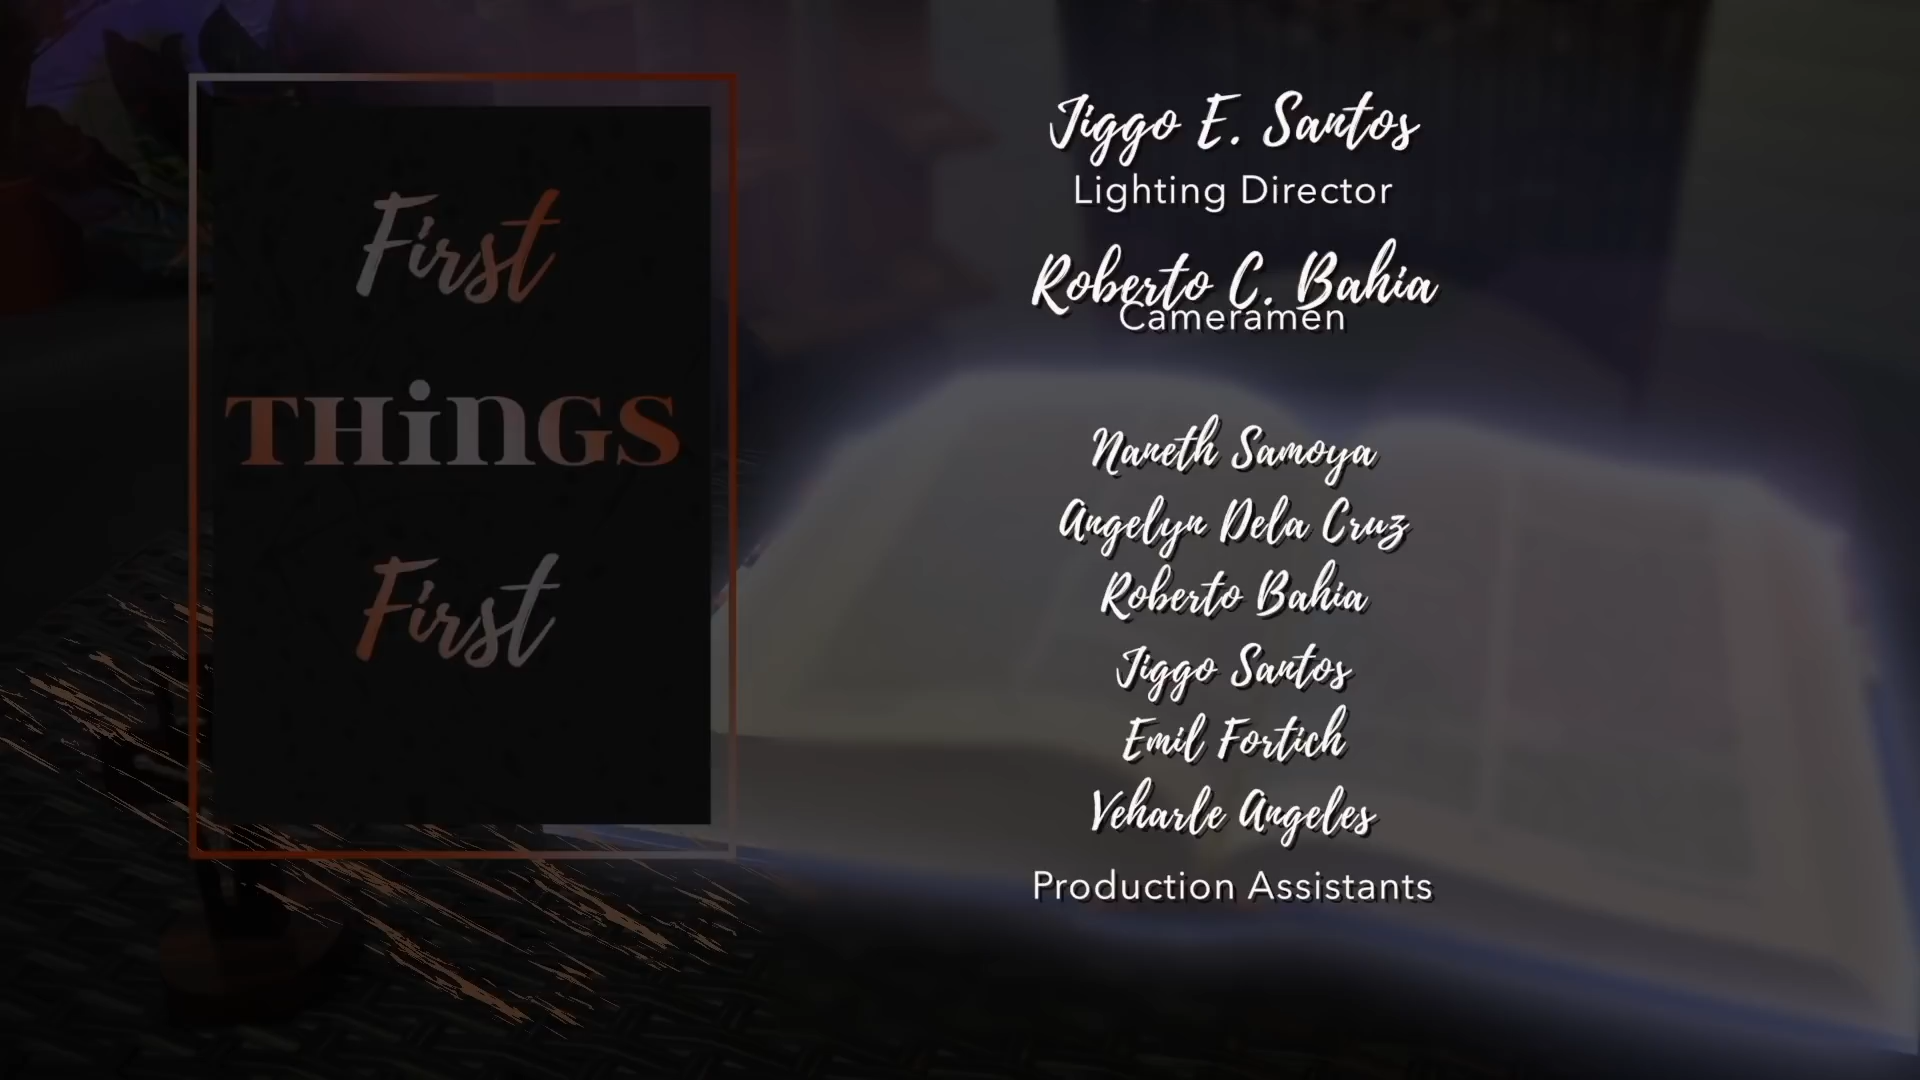 First
THiNGS
First
Jiggo E. Santos
Lighting Director
Roberto C. Bahia
Cameramen
Naneth Samoya
Angelyn Dela Cruz
Roberto Bahia
Jiggo Santos
Emil Fortich
Veharle Angeles
Production Assistants